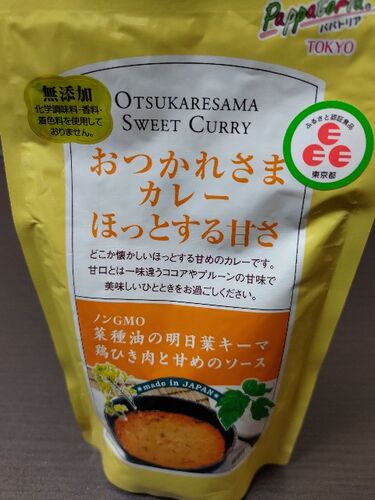 Pappatoria
パパトリア
TOKYO
無添加
化学調味料・香料・
着色料を使用して
おりません。
OTSUKARESAMA
SWEET CURRY
ふるさと認証食品
E
E E
東京都
おつかれさま
カレー
ほっとする甘さ
どこか懐かしいほっとする甘めのカレーです。
甘口とは一味違うココアやプルーンの甘味で
美味しいひとときをお過ごしください。
ノンGMO
菜種油の明日葉キーマ
鶏ひき肉と甘めのソース
★made in JAPAN★